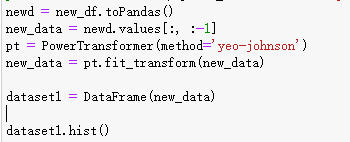 newd = new_df.toPandas()
new_data = newd.values[:, :-1]
pt = PowerTransformer(method='yeo-johnson')
new_data = pt.fit_transform(new_data)
dataset1 = DataFrame(new_data)
dataset1.hist()